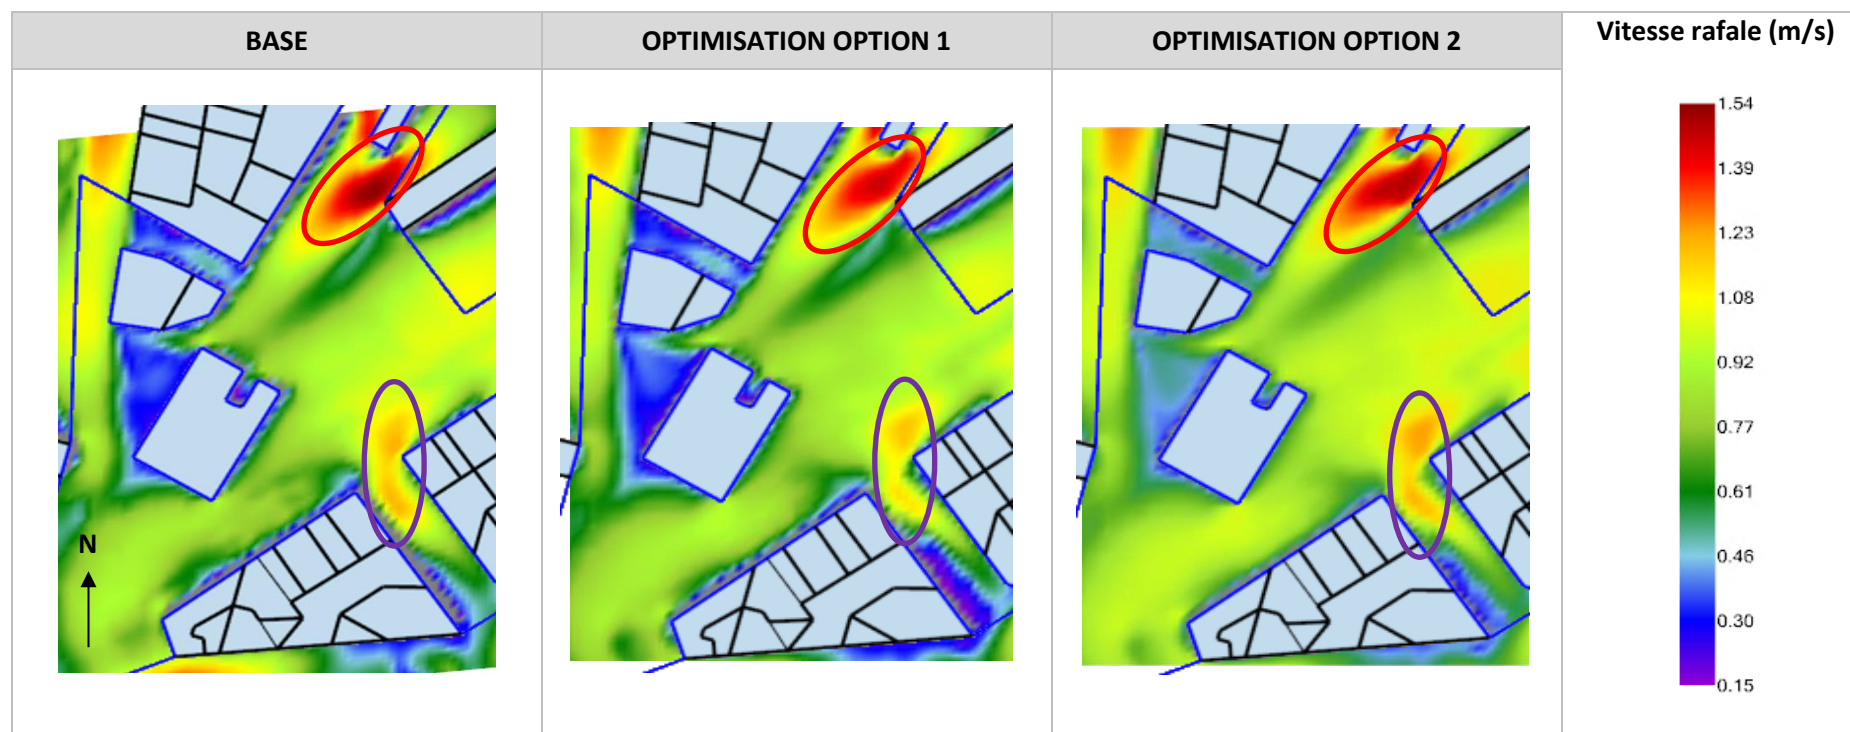 BASE
OPTIMISATION OPTION 1
OPTIMISATION OPTION 2
Vitesse rafale (m/s)
1.54
1.39
1.23
1.08
0.92
0.77
0.61
0.46
0.30
0.15
N